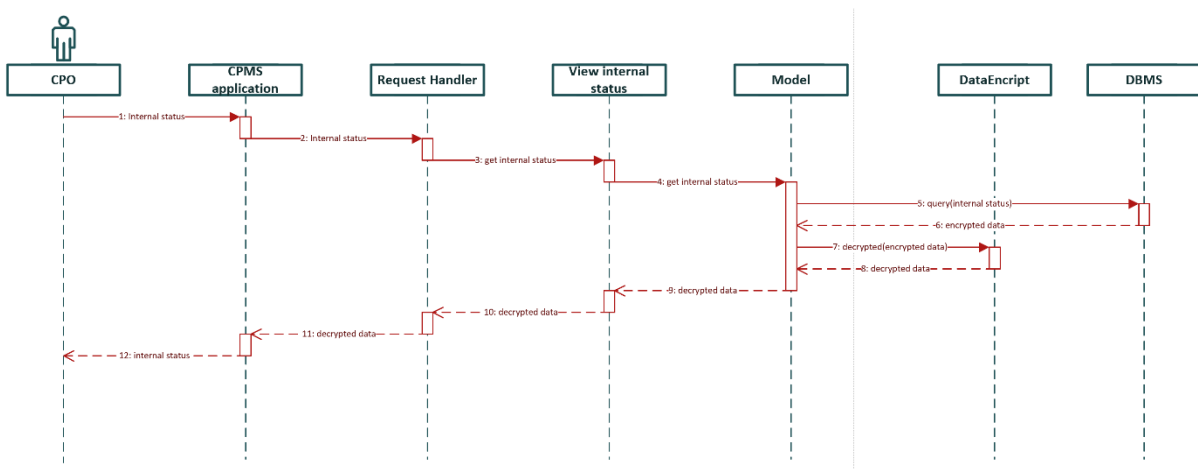 CPO
CPMS
application
Request Handler
View internal
status
Model
DataEncript
DBMS
1: Internal status
2: Internal status
3: get internal status
4: get internal status
5: query(internal status)
6: encrypted data
7: decrypted(encrypted data)
8: decrypted data
9: decrypted data
10: decrypted data
11: decrypted data
12: internal status